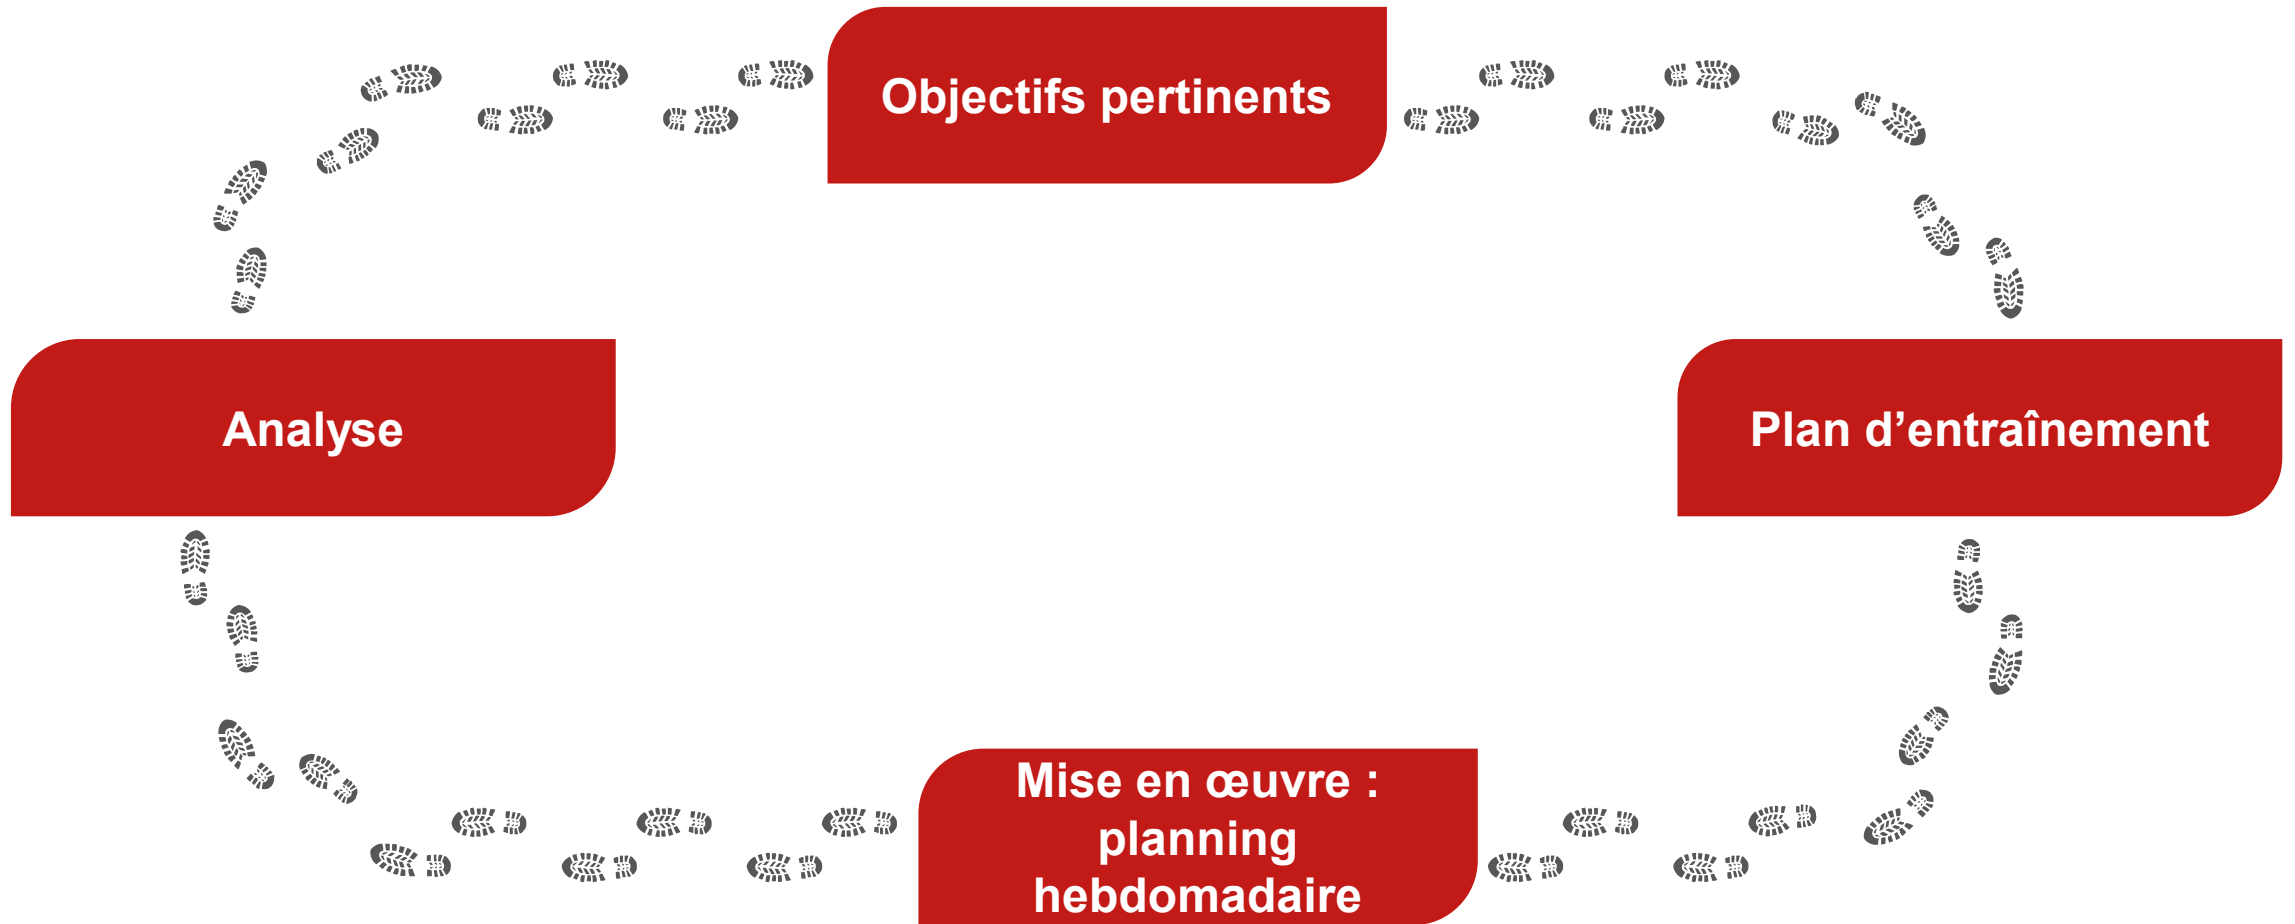 Objectifs pertinents
Analyse
Plan d’entraînement
Mise en œuvre :
planning
hebdomadaire